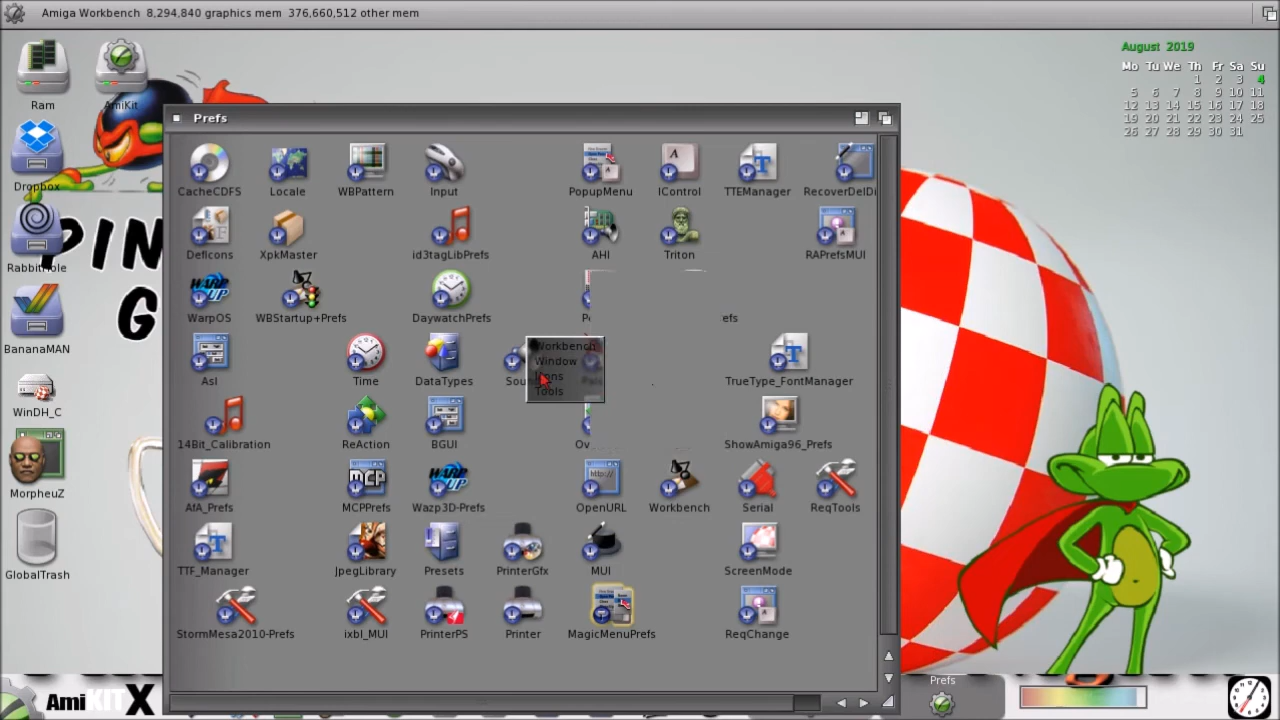 Amiga Workbench 8,294,840 graphics mem 376,660,512 other mem
August 2019
Mo Tu We Th Fr Sa Su
1 2 3 4
5 6 7 8 9 10 11
12 13 14 15 16 17 18
19 20 21 22 23 24 25
26 27 28 29 30 31
Ram
AmiKit
Dropbox
RabbitHole
BananaMAN
WinDH_C
MorpheuZ
GlobalTrash
PIN
G
Prefs
CacheCDFS Locale WBPattern Input PopupMenu IControl TTEManager RecoverDelDi
Deficons XpkMaster id3tagLibPrefs AHI Triton RAPrefsMUI
WarpOS WBStartup+Prefs DaywatchPrefs efs
Asl Time DataTypes Sou TrueType_FontManager
Workbench
Window
Icons
Tools
14Bit_Calibration ReAction BGUI Ov ShowAmiga96_Prefs
AfA_Prefs MCPPrefs Wazp3D-Prefs OpenURL Workbench Serial ReqTools
TTF_Manager JpegLibrary Presets PrinterGfx MUI ScreenMode
StormMesa2010-Prefs ixbl_MUI PrinterPS Printer MagicMenuPrefs ReqChange
AmiKIT X
Prefs